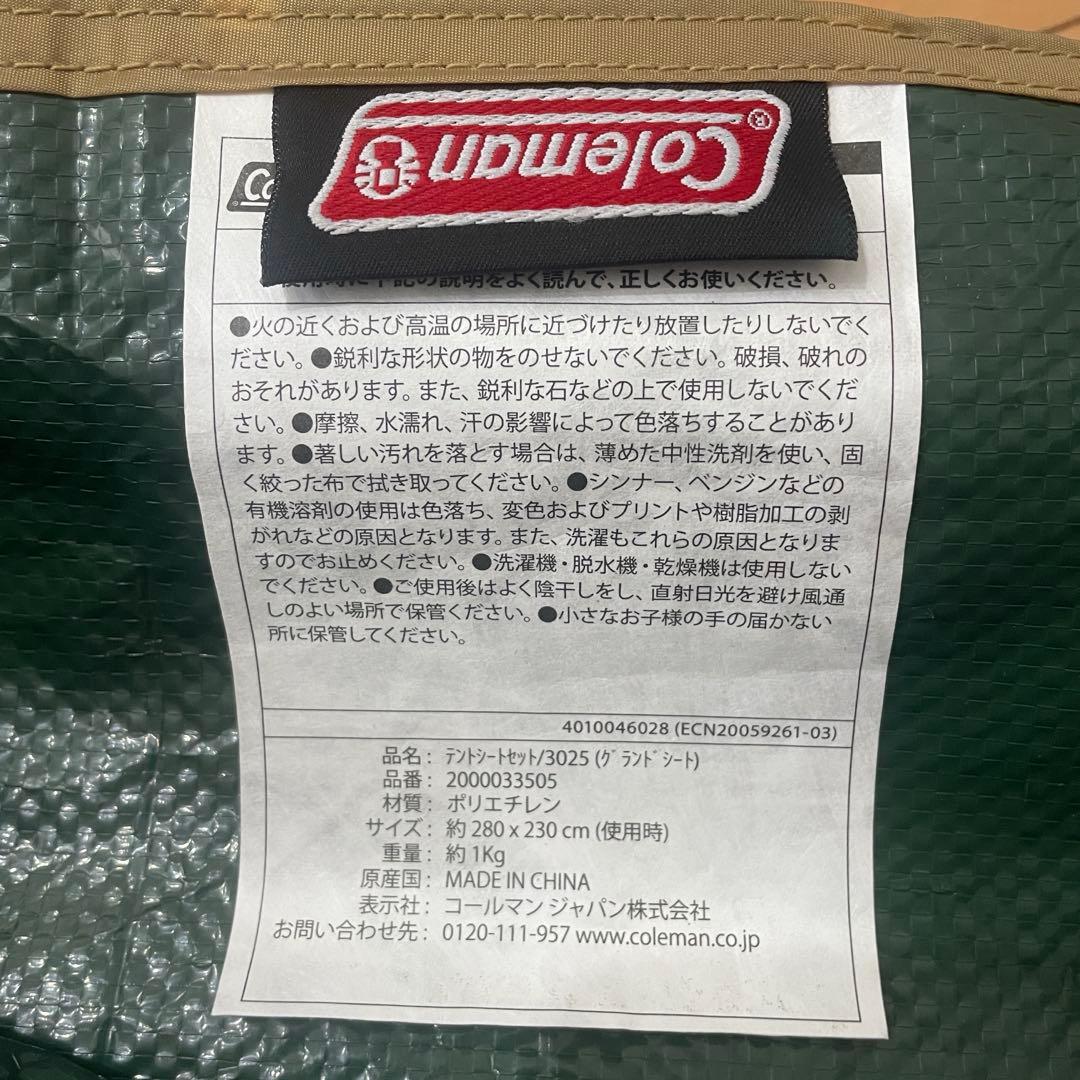 Coleman®
Co
下記の説明をよく読んで、正しくお使いください。
●火の近くおよび高温の場所に近づけたり放置したりしないでく
ださい。●鋭利な形状の物をのせないでください。破損、破れの
おそれがあります。また、鋭利な石などの上で使用しないでくだ
さい。●摩擦、水濡れ、汗の影響によって色落ちすることがあり
ます。●著しい汚れを落とす場合は、薄めた中性洗剤を使い、固
く絞った布で拭き取ってください。●シンナー、ベンジンなどの
有機溶剤の使用は色落ち、変色およびプリントや樹脂加工の剥
がれなどの原因となります。また、洗濯もこれらの原因となりま
すのでお止めください。●洗濯機・脱水機・乾燥機は使用しない
でください。●ご使用後はよく陰干しをし、直射日光を避け風通
しのよい場所で保管ください。●小さなお子様の手の届かない
所に保管してください。
4010046028 (ECN20059261-03)
品名: テントシートセット/3025 (グランドシート)
品番: 2000033505
材質: ポリエチレン
サイズ: 約 280 x 230 cm (使用時)
重量: 約 1Kg
原産国: MADE IN CHINA
表示社: コールマン ジャパン株式会社
お問い合わせ先: 0120-111-957 www.coleman.co.jp